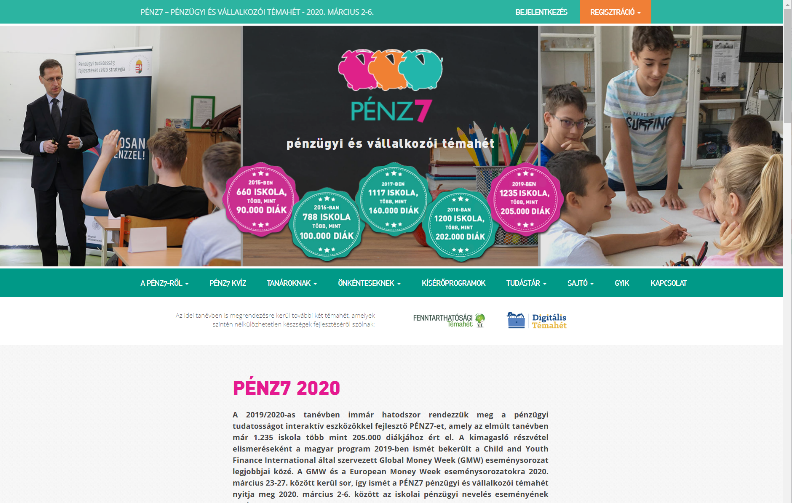 PÉNZ7 – PÉNZÜGYI ÉS VÁLLALKOZÓI TÉMAHÉT - 2020. MÁRCIUS 2-6.
BEJELENTKEZÉS
REGISZTRÁCIÓ
PÉNZ7
pénzügyi és vállalkozói témahét
OSAN
NZZEL!
SURFING
2015-BEN
660 ISKOLA,
TÖBB, MINT
90.000 DIÁK
2016-BAN
788 ISKOLA
TÖBB, MINT
100.000 DIÁK
2017-BEN
1117 ISKOLA,
TÖBB, MINT
160.000 DIÁK
2018-BAN
1200 ISKOLA,
TÖBB, MINT
202.000 DIÁK
2019-BEN
1235 ISKOLA,
TÖBB, MINT
205.000 DIÁK
A PÉNZ7-RŐL
PÉNZ7 KVÍZ
TANÁROKNAK
ÖNKÉNTESEKNEK
KÍSÉRŐPROGRAMOK
TUDÁSTÁR
SAJTÓ
GYIK
KAPCSOLAT
Az idei tanévben is megrendezésre kerül további két témahét, amelyek
szintén nélkülözhetetlen készségek fejlesztéséről szólnak:
FENNTARTHATÓSÁGI
Témahét
Digitális
Témahét
PÉNZ7 2020
A 2019/2020-as tanévben immár hatodszor rendezzük meg a pénzügyi
tudatosságot interaktív eszközökkel fejlesztő PÉNZ7-et, amely az elmúlt tanévben
már 1.235 iskola több mint 205.000 diákjához ért el. A kimagasló részvétel
elismeréseként a magyar program 2019-ben ismét bekerült a Child and Youth
Finance International által szervezett Global Money Week (GMW) eseménysorozat
legjobbjai közé. A GMW és a European Money Week eseménysorozatokra 2020.
március 23-27. között kerül sor, így ismét a PÉNZ7 pénzügyi és vállalkozói témahét
nyitja meg 2020. március 2-6. között az iskolai pénzügyi nevelés eseményének